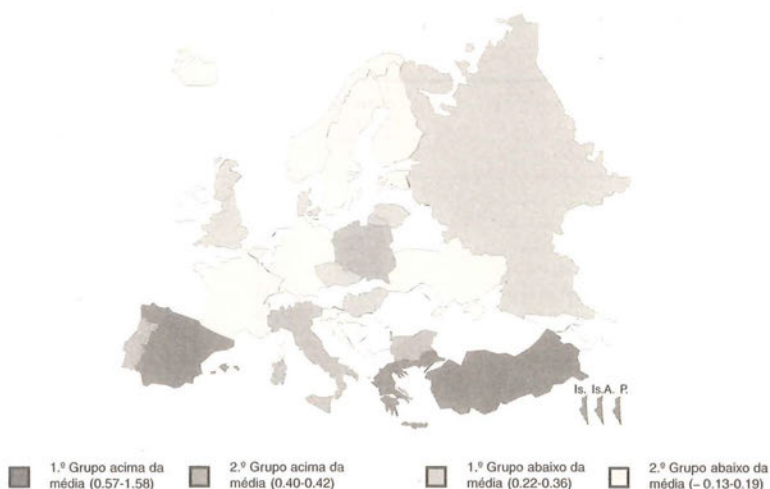 Is. Is.A. P.
1.º Grupo acima da
média (0.57-1.58)
2.º Grupo acima da
média (0.40-0.42)
1.º Grupo abaixo da
média (0.22-0.36)
2.º Grupo abaixo da
média (– 0.13-0.19)